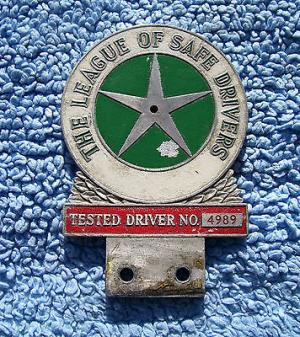 THE LEAGUE OF SAFE DRIVERS
TESTED DRIVER NO. 4989